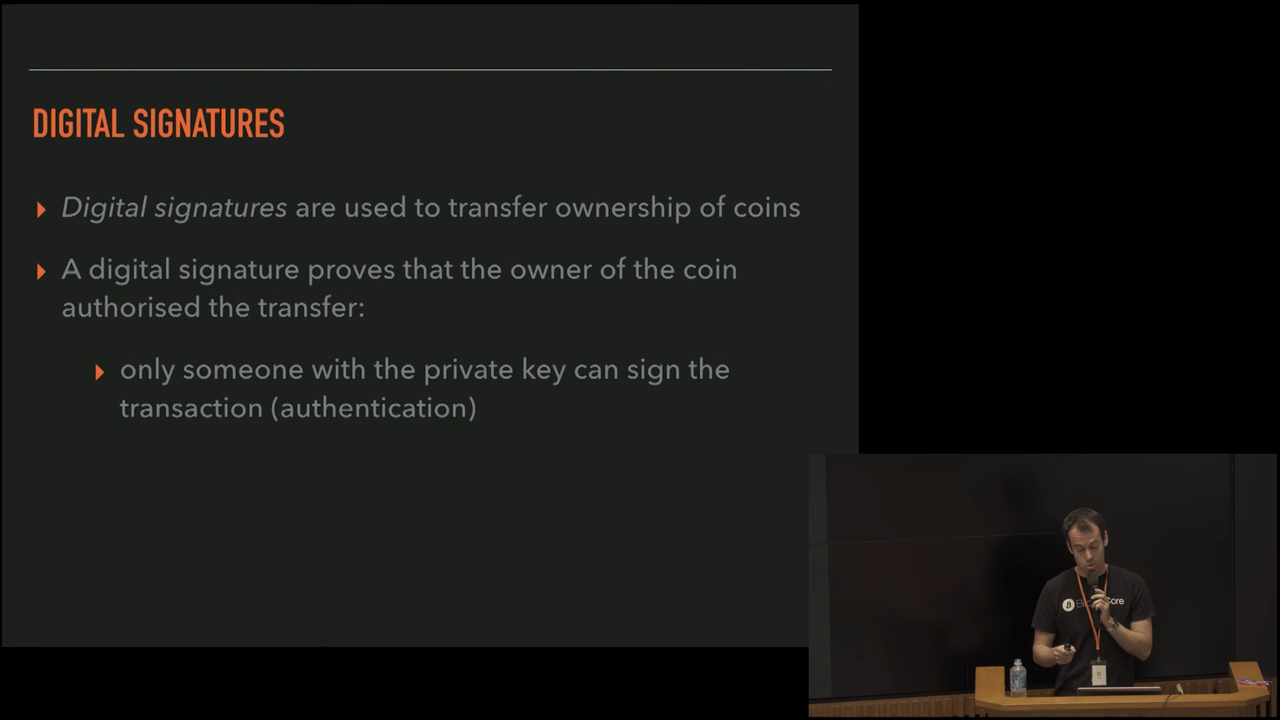 DIGITAL SIGNATURES
Digital signatures are used to transfer ownership of coins
A digital signature proves that the owner of the coin
authorised the transfer:
only someone with the private key can sign the
transaction (authentication)